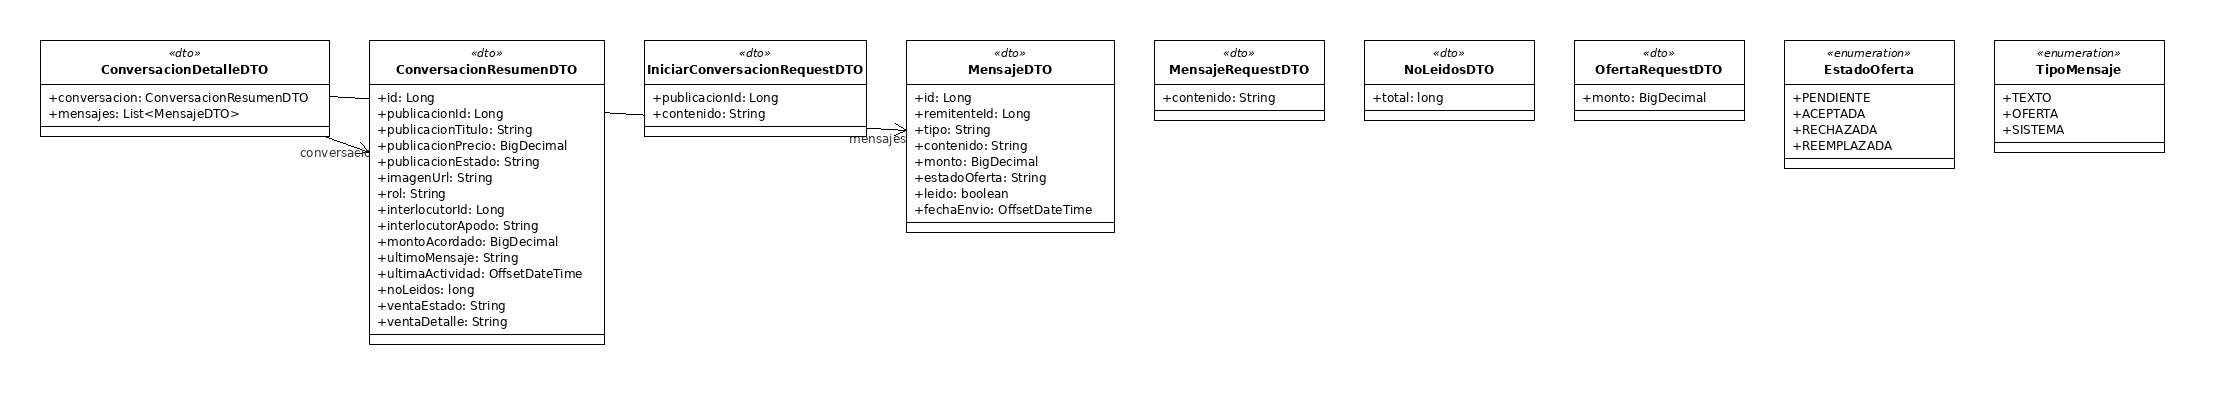 «dto»
ConversacionDetalleDTO
+conversacion: ConversacionResumenDTO
+mensajes: List<MensajeDTO>
«dto»
ConversacionResumenDTO
+id: Long
+publicacionId: Long
+publicacionTitulo: String
+publicacionPrecio: BigDecimal
+publicacionEstado: String
+imagenUrl: String
+rol: String
+interlocutorId: Long
+interlocutorApodo: String
+montoAcordado: BigDecimal
+ultimoMensaje: String
+ultimaActividad: OffsetDateTime
+noLeidos: long
+ventaEstado: String
+ventaDetalle: String
«dto»
IniciarConversacionRequestDTO
+publicacionId: Long
+contenido: String
mensajes
«dto»
MensajeDTO
+id: Long
+remitenteId: Long
+tipo: String
+contenido: String
+monto: BigDecimal
+estadoOferta: String
+leido: boolean
+fechaEnvio: OffsetDateTime
«dto»
MensajeRequestDTO
+contenido: String
«dto»
NoLeidosDTO
+total: long
«dto»
OfertaRequestDTO
+monto: BigDecimal
«enumeration»
EstadoOferta
+PENDIENTE
+ACEPTADA
+RECHAZADA
+REEMPLAZADA
«enumeration»
TipoMensaje
+TEXTO
+OFERTA
+SISTEMA